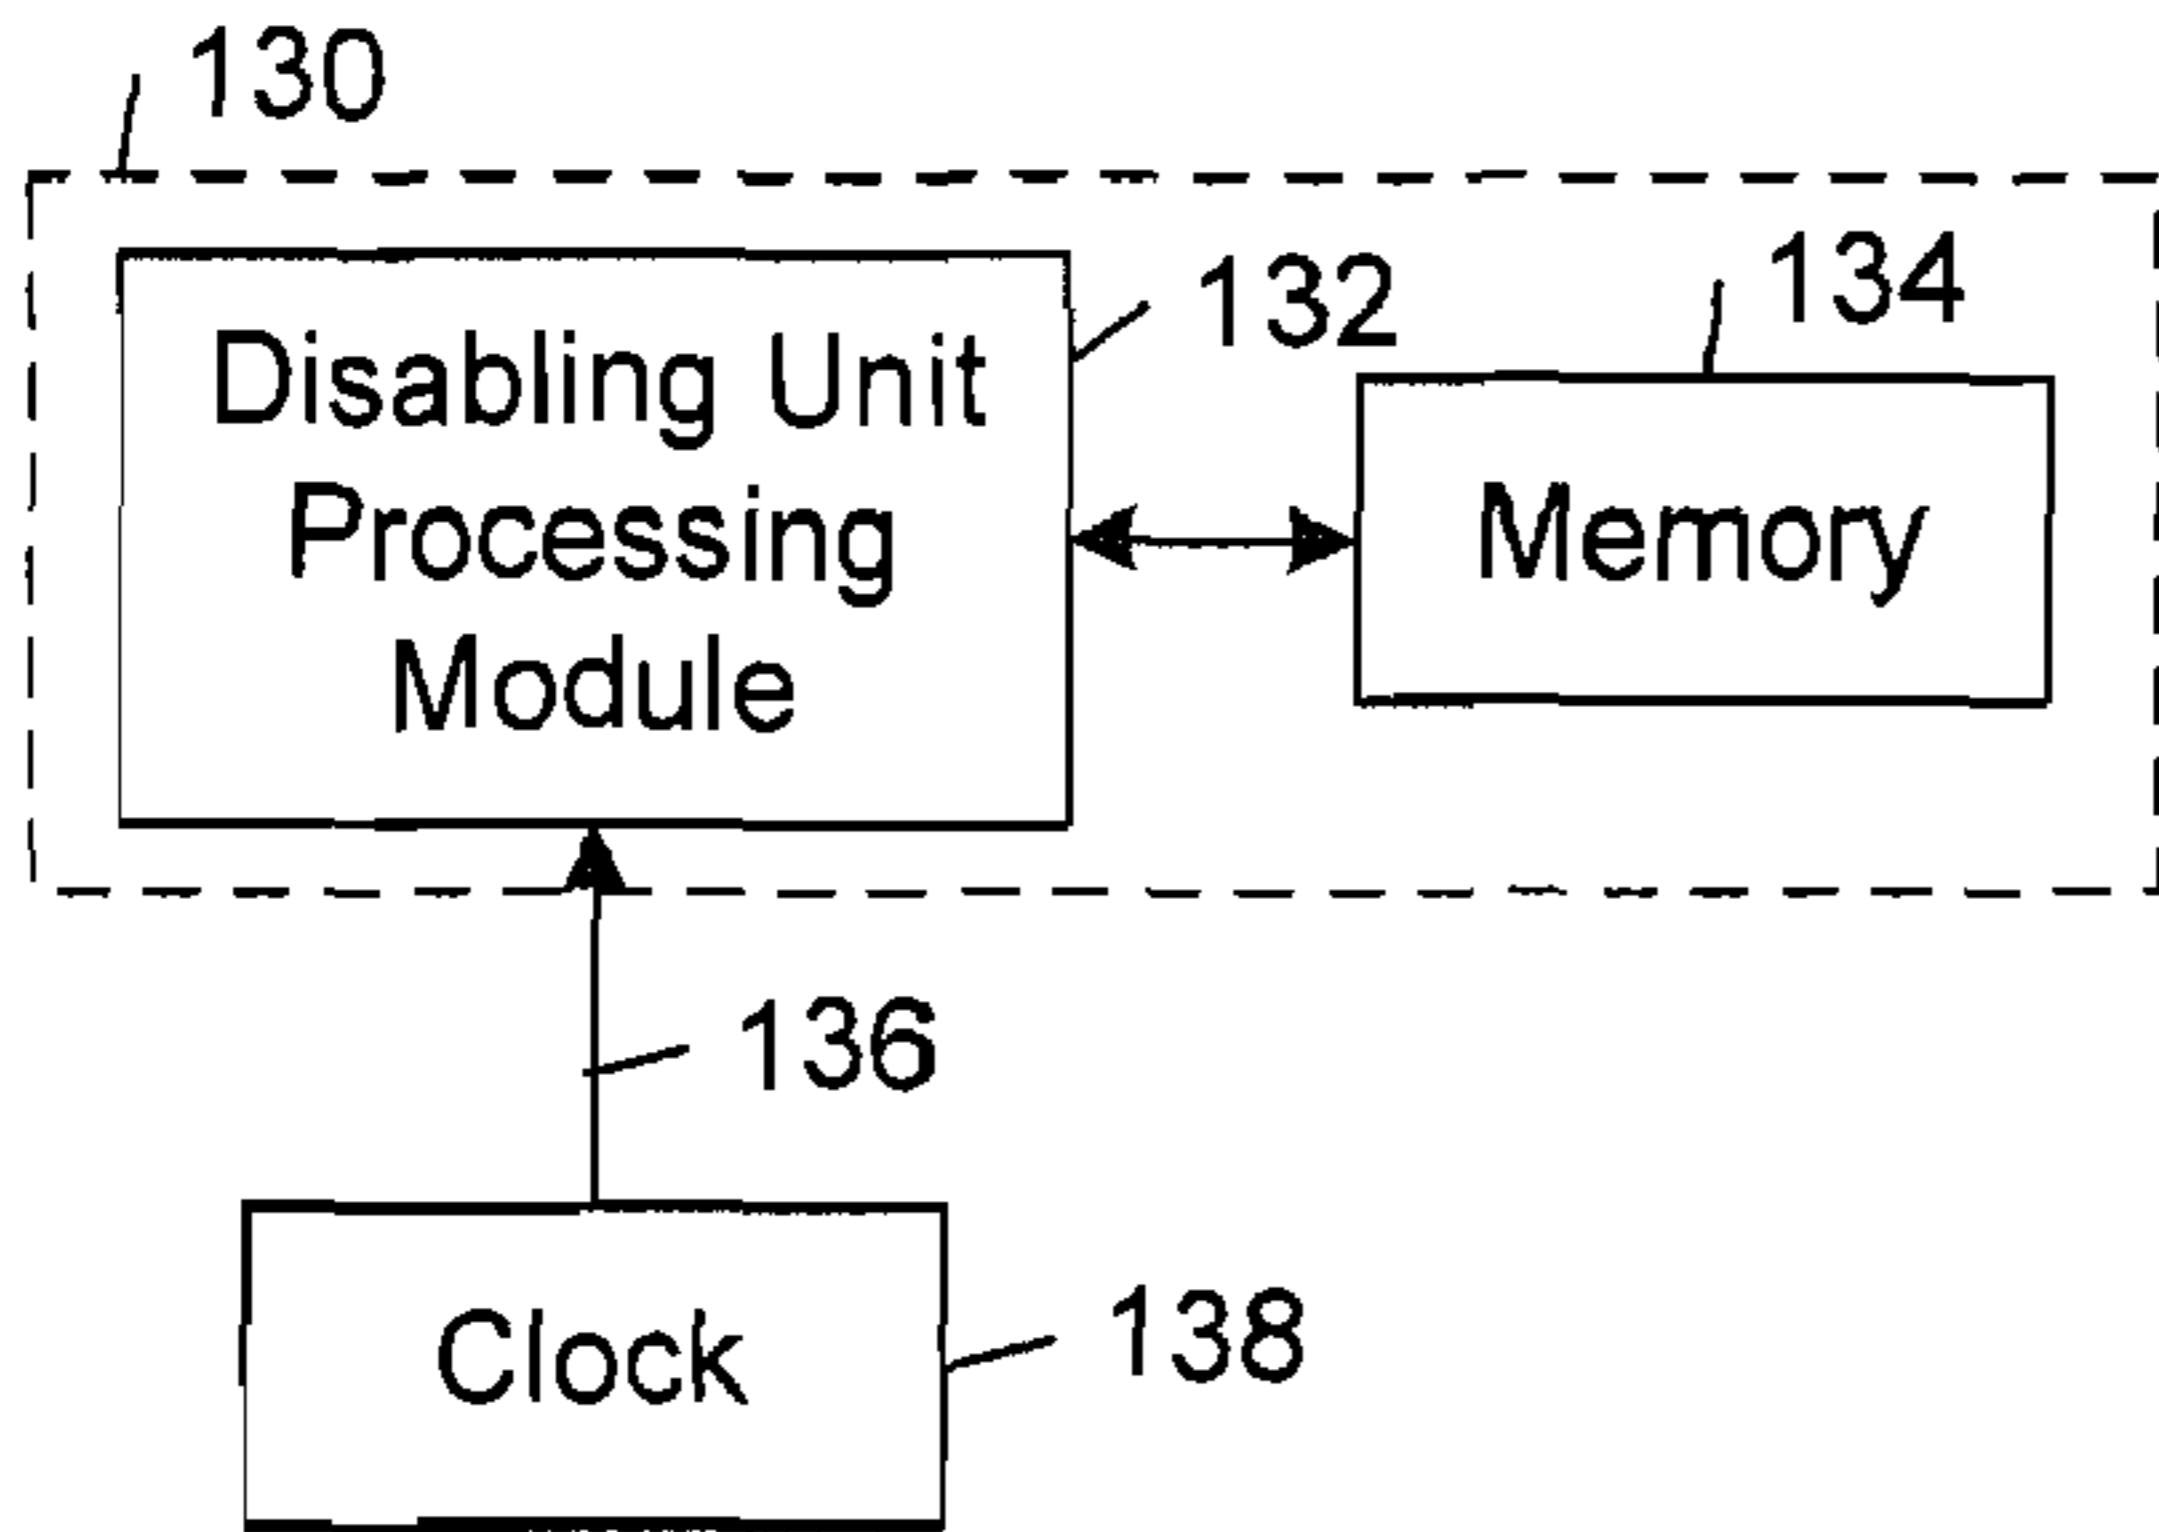 130
132
134
Disabling Unit
Processing
Module
Memory
136
Clock
138